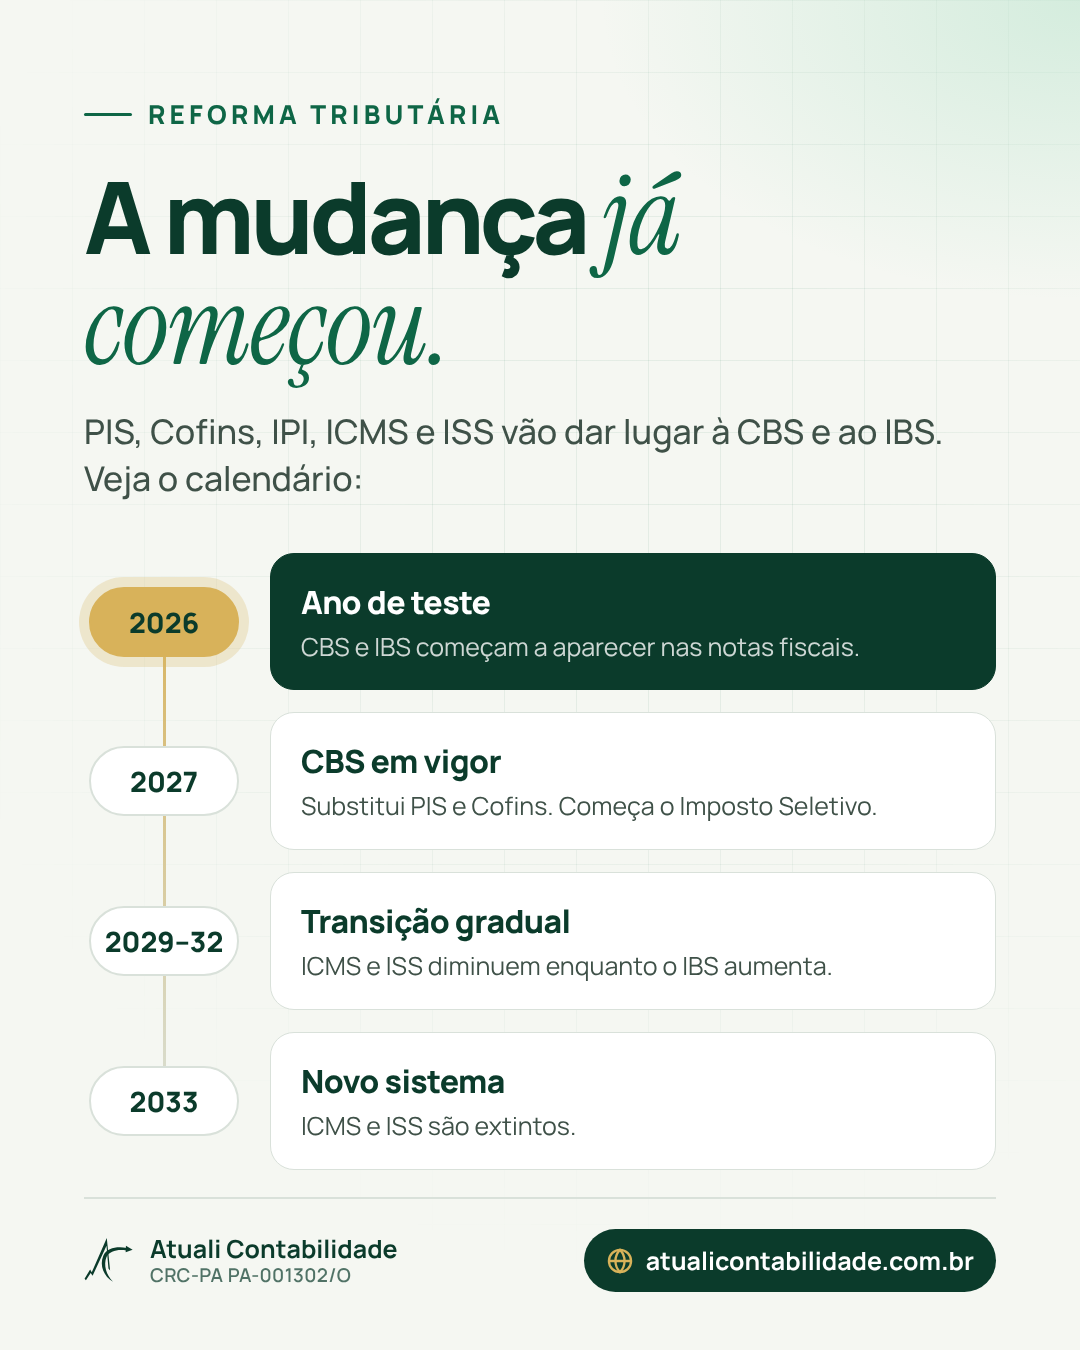 REFORMA TRIBUTÁRIA
A mudança já
começou.
PIS, Cofins, IPI, ICMS e ISS vão dar lugar à CBS e ao IBS.
Veja o calendário:
2026
Ano de teste
CBS e IBS começam a aparecer nas notas fiscais.
2027
CBS em vigor
Substitui PIS e Cofins. Começa o Imposto Seletivo.
2029–32
Transição gradual
ICMS e ISS diminuem enquanto o IBS aumenta.
2033
Novo sistema
ICMS e ISS são extintos.
Atuali Contabilidade
CRC-PA PA-001302/O
atualicontabilidade.com.br